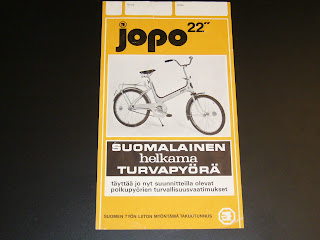 jopo 22"
SUOMALAINEN
helkama
TURVAPYÖRÄ
täyttää jo nyt suunnitteilla olevat
polkupyörien turvallisuusvaatimukset
SUOMEN TYÖN LIITON MYÖNTÄMÄ TAKUUTUNNUS